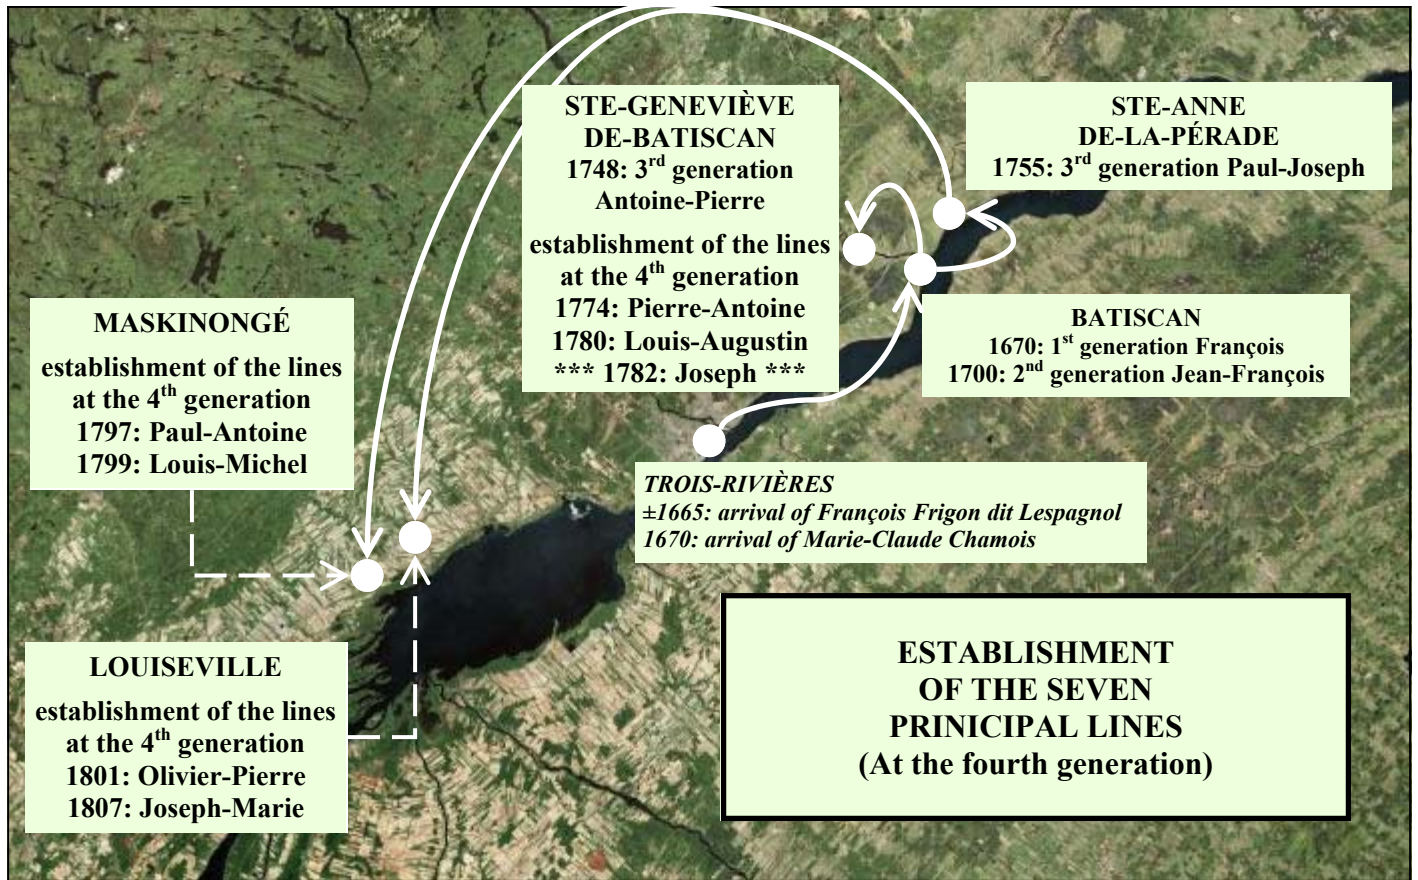 STE-GENEVIÈVE
DE-BATISCAN
1748: 3rd generation
Antoine-Pierre
establishment of the lines
at the 4th generation
1774: Pierre-Antoine
1780: Louis-Augustin
*** 1782: Joseph ***
STE-ANNE
DE-LA-PÉRADE
1755: 3rd generation Paul-Joseph
BATISCAN
1670: 1st generation François
1700: 2nd generation Jean-François
MASKINONGÉ
establishment of the lines
at the 4th generation
1797: Paul-Antoine
1799: Louis-Michel
TROIS-RIVIÈRES
±1665: arrival of François Frigon dit Lespagnol
1670: arrival of Marie-Claude Chamois
LOUISEVILLE
establishment of the lines
at the 4th generation
1801: Olivier-Pierre
1807: Joseph-Marie
ESTABLISHMENT
OF THE SEVEN
PRINICIPAL LINES
(At the fourth generation)